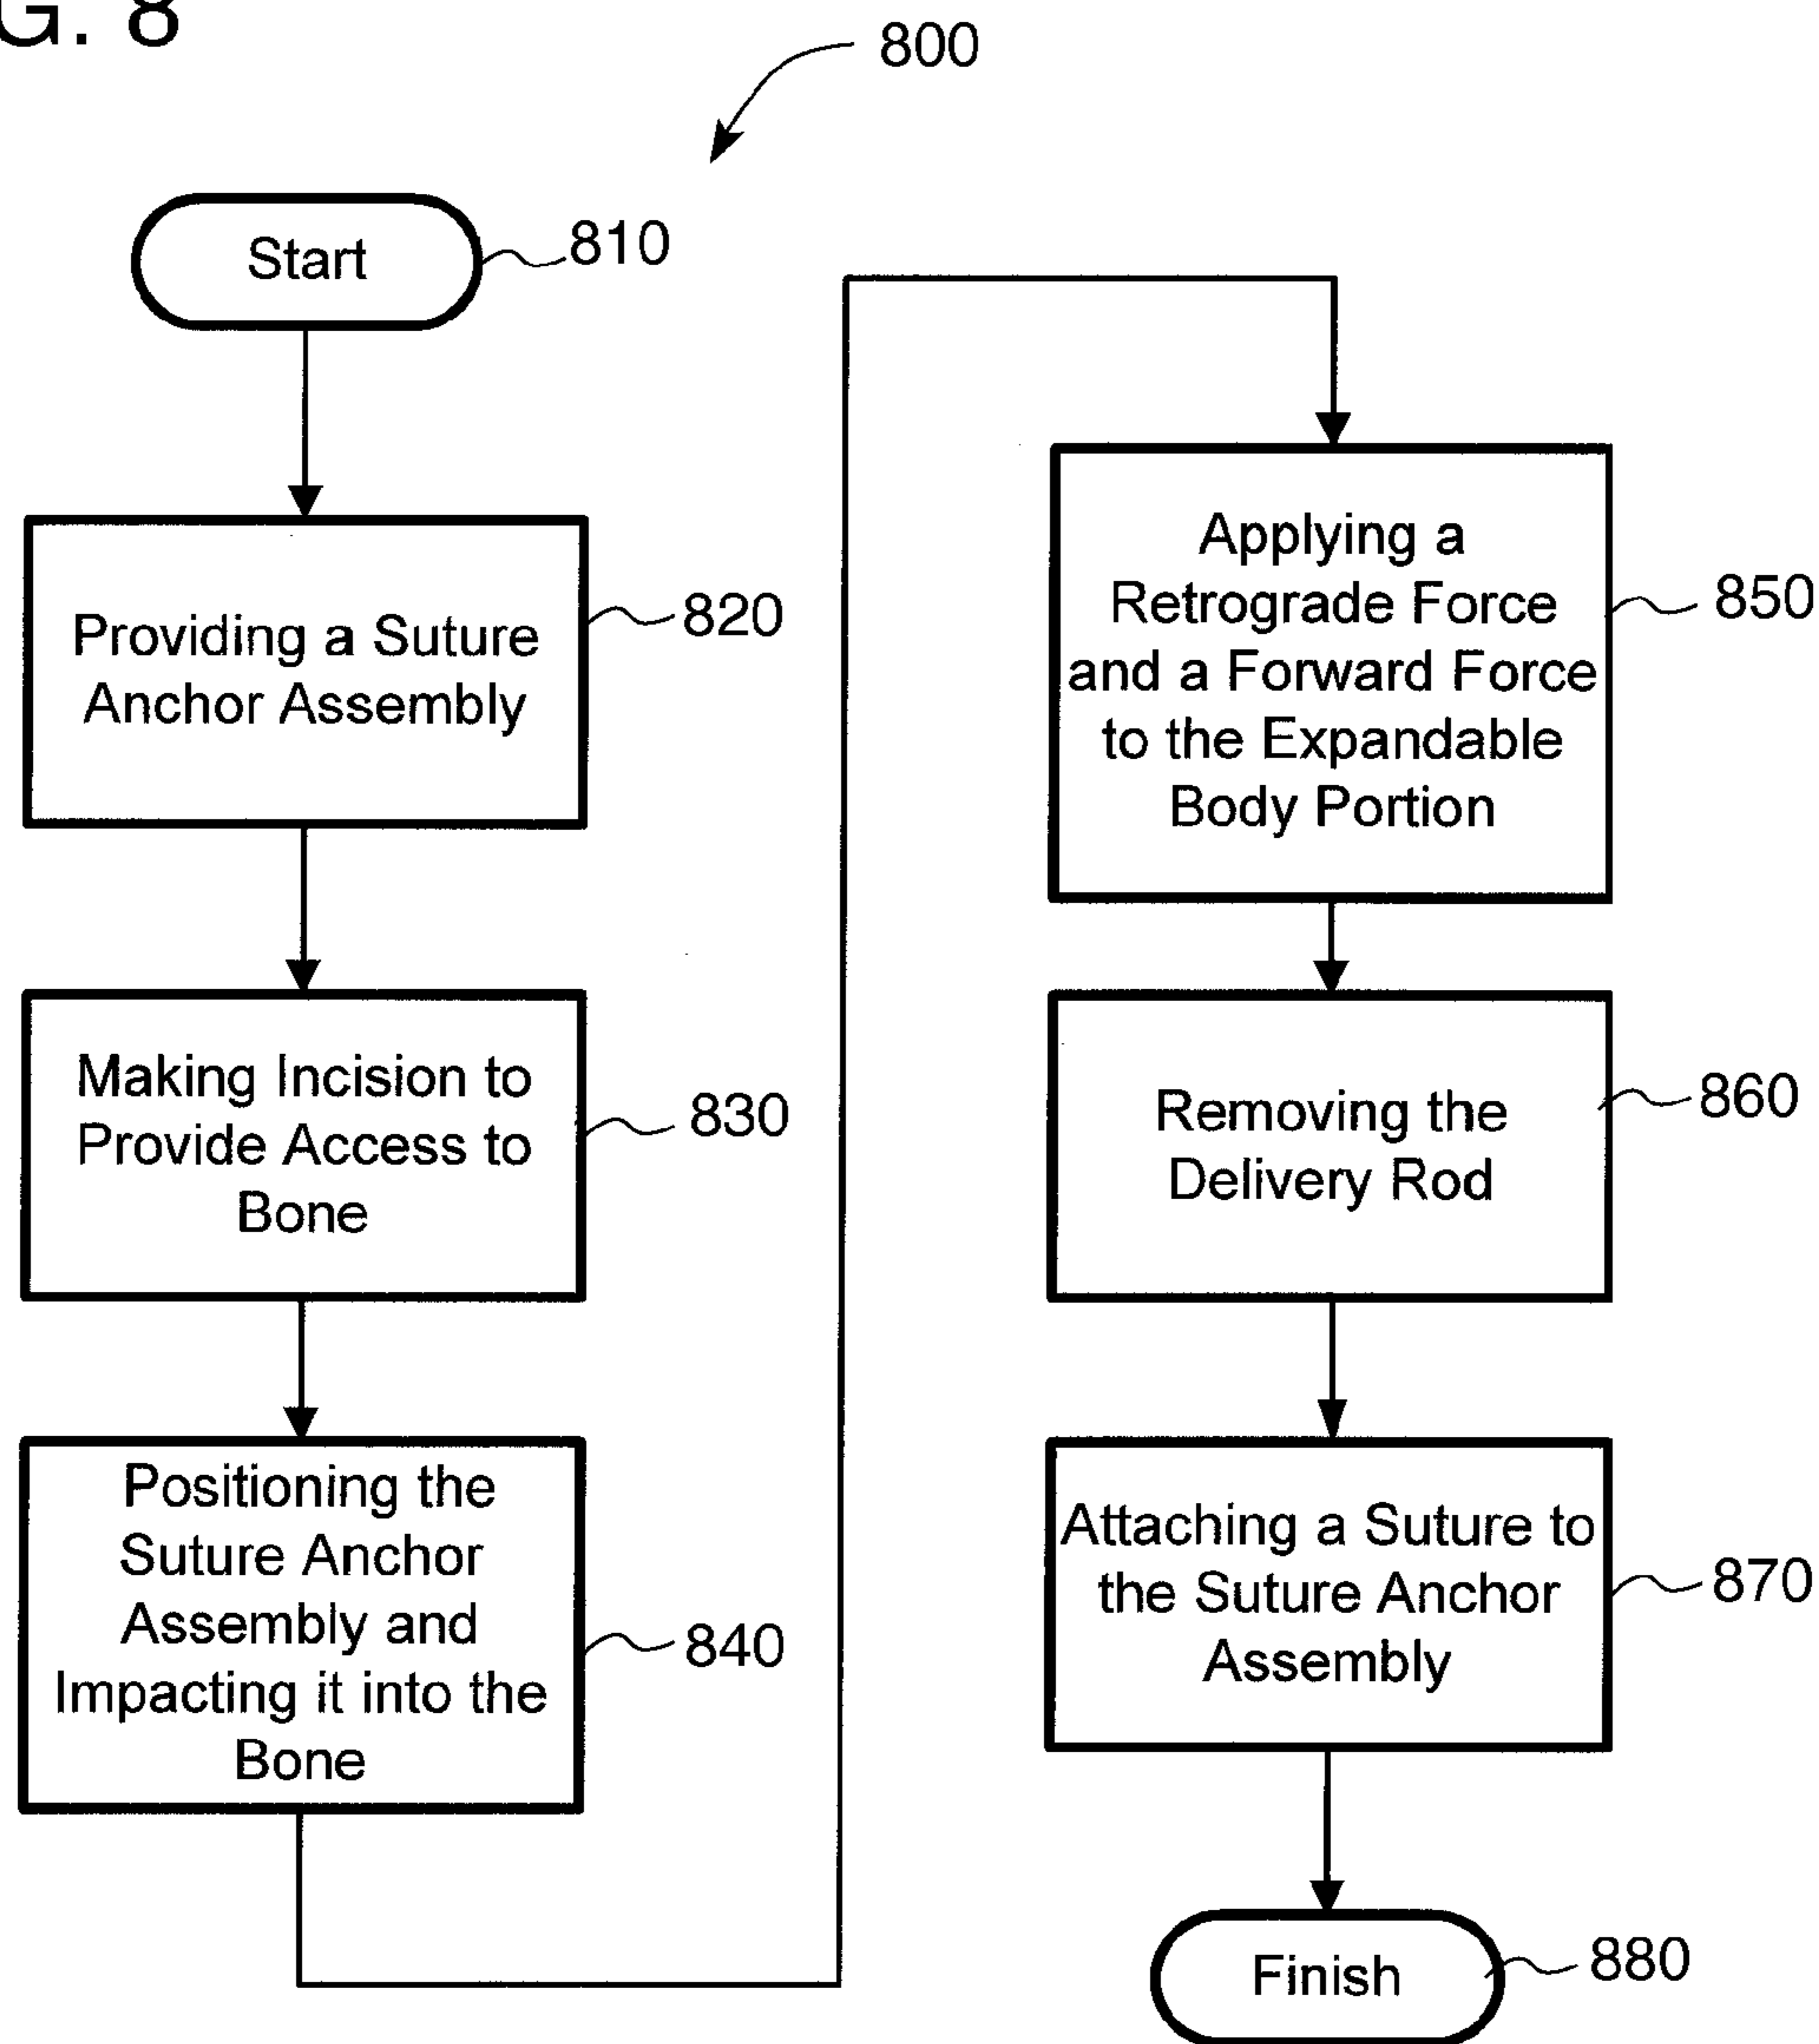 G. 8
800
Start
810
Providing a Suture
Anchor Assembly
820
Making Incision to
Provide Access to
Bone
830
Positioning the
Suture Anchor
Assembly and
Impacting it into the
Bone
840
Applying a
Retrograde Force
and a Forward Force
to the Expandable
Body Portion
850
Removing the
Delivery Rod
860
Attaching a Suture to
the Suture Anchor
Assembly
870
Finish
880